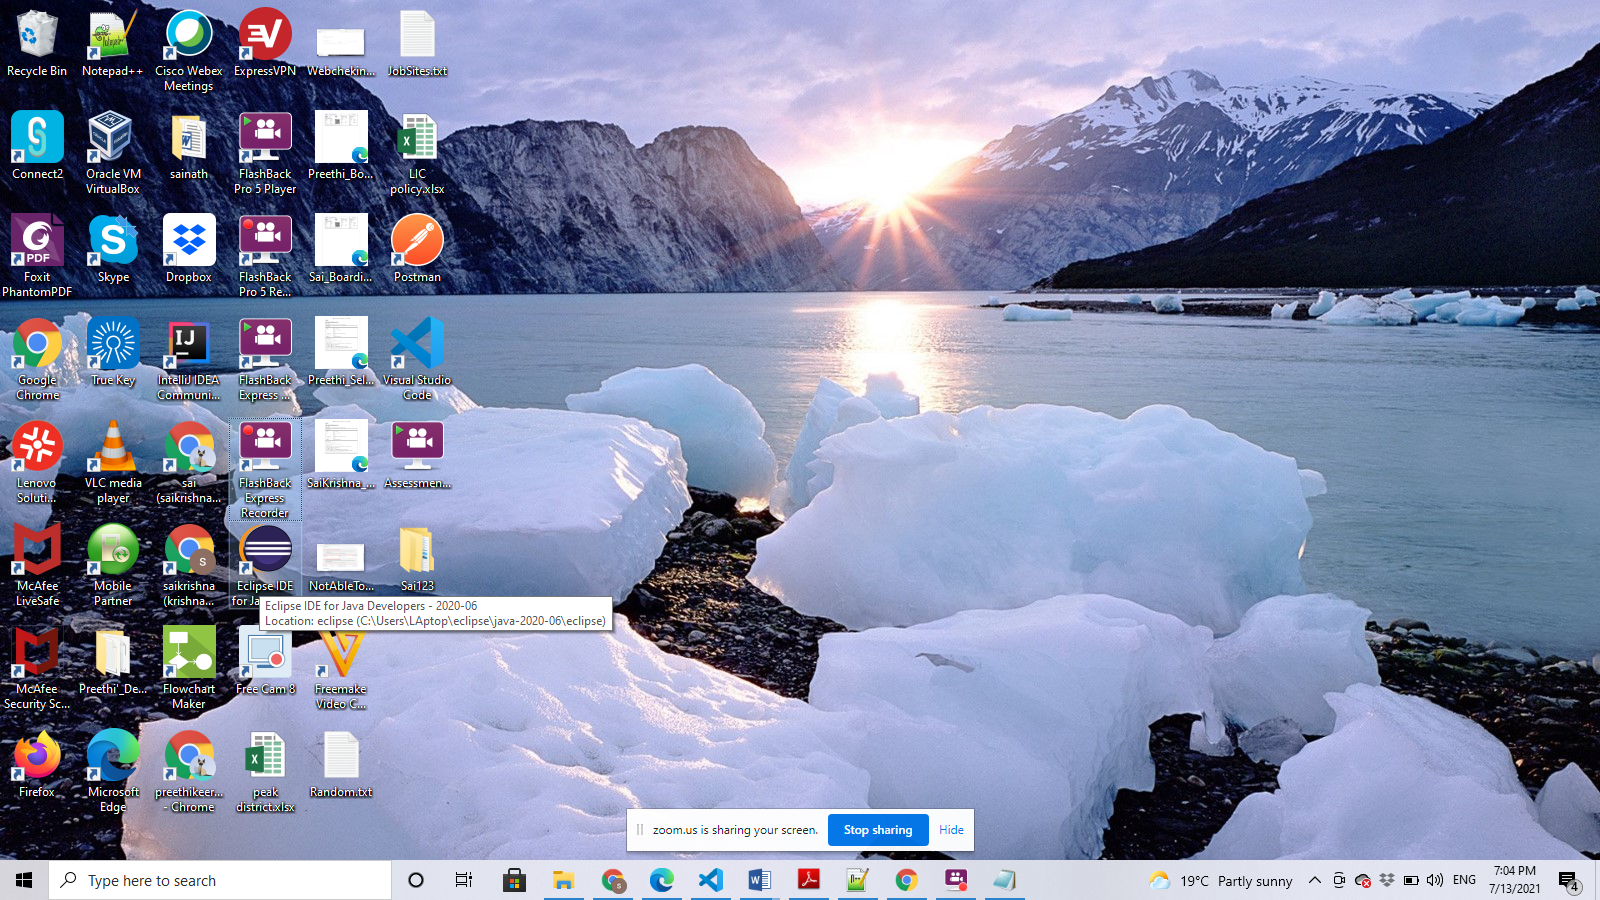 Recycle Bin
Notepad++
Cisco Webex
Meetings
ExpressVPN
Webchekin...
JobSites.txt
Connect2
Oracle VM
VirtualBox
sainath
FlashBack
Pro 5 Player
Preethi_Bo...
LIC
policy.xlsx
Foxit
PhantomPDF
Skype
Dropbox
FlashBack
Pro 5 Re...
Sai_Boardi...
Postman
Google
Chrome
True Key
IntelliJ IDEA
Communi...
FlashBack
Express ...
Preethi_Sel...
Visual Studio
Code
Lenovo
Soluti...
VLC media
player
sai
(saikrishna...
FlashBack
Express
Recorder
SaiKrishna_...
Assessmen...
McAfee
LiveSafe
Mobile
Partner
saikrishna
(krishna...
Eclipse IDE
for Ja
NotAbleTo...
Sai123
Eclipse IDE for Java Developers - 2020-06
Location: eclipse (C:\Users\LAptop\eclipse\java-2020-06\eclipse)
McAfee
Security Sc...
Preethi'_De...
Flowchart
Maker
Free Cam 8
Freemake
Video C...
Firefox
Microsoft
Edge
preethikeer...
- Chrome
peak
district.xlsx
Random.txt
zoom.us is sharing your screen.
Stop sharing
Hide
Type here to search
19°C Partly sunny
ENG
7:04 PM
7/13/2021
4